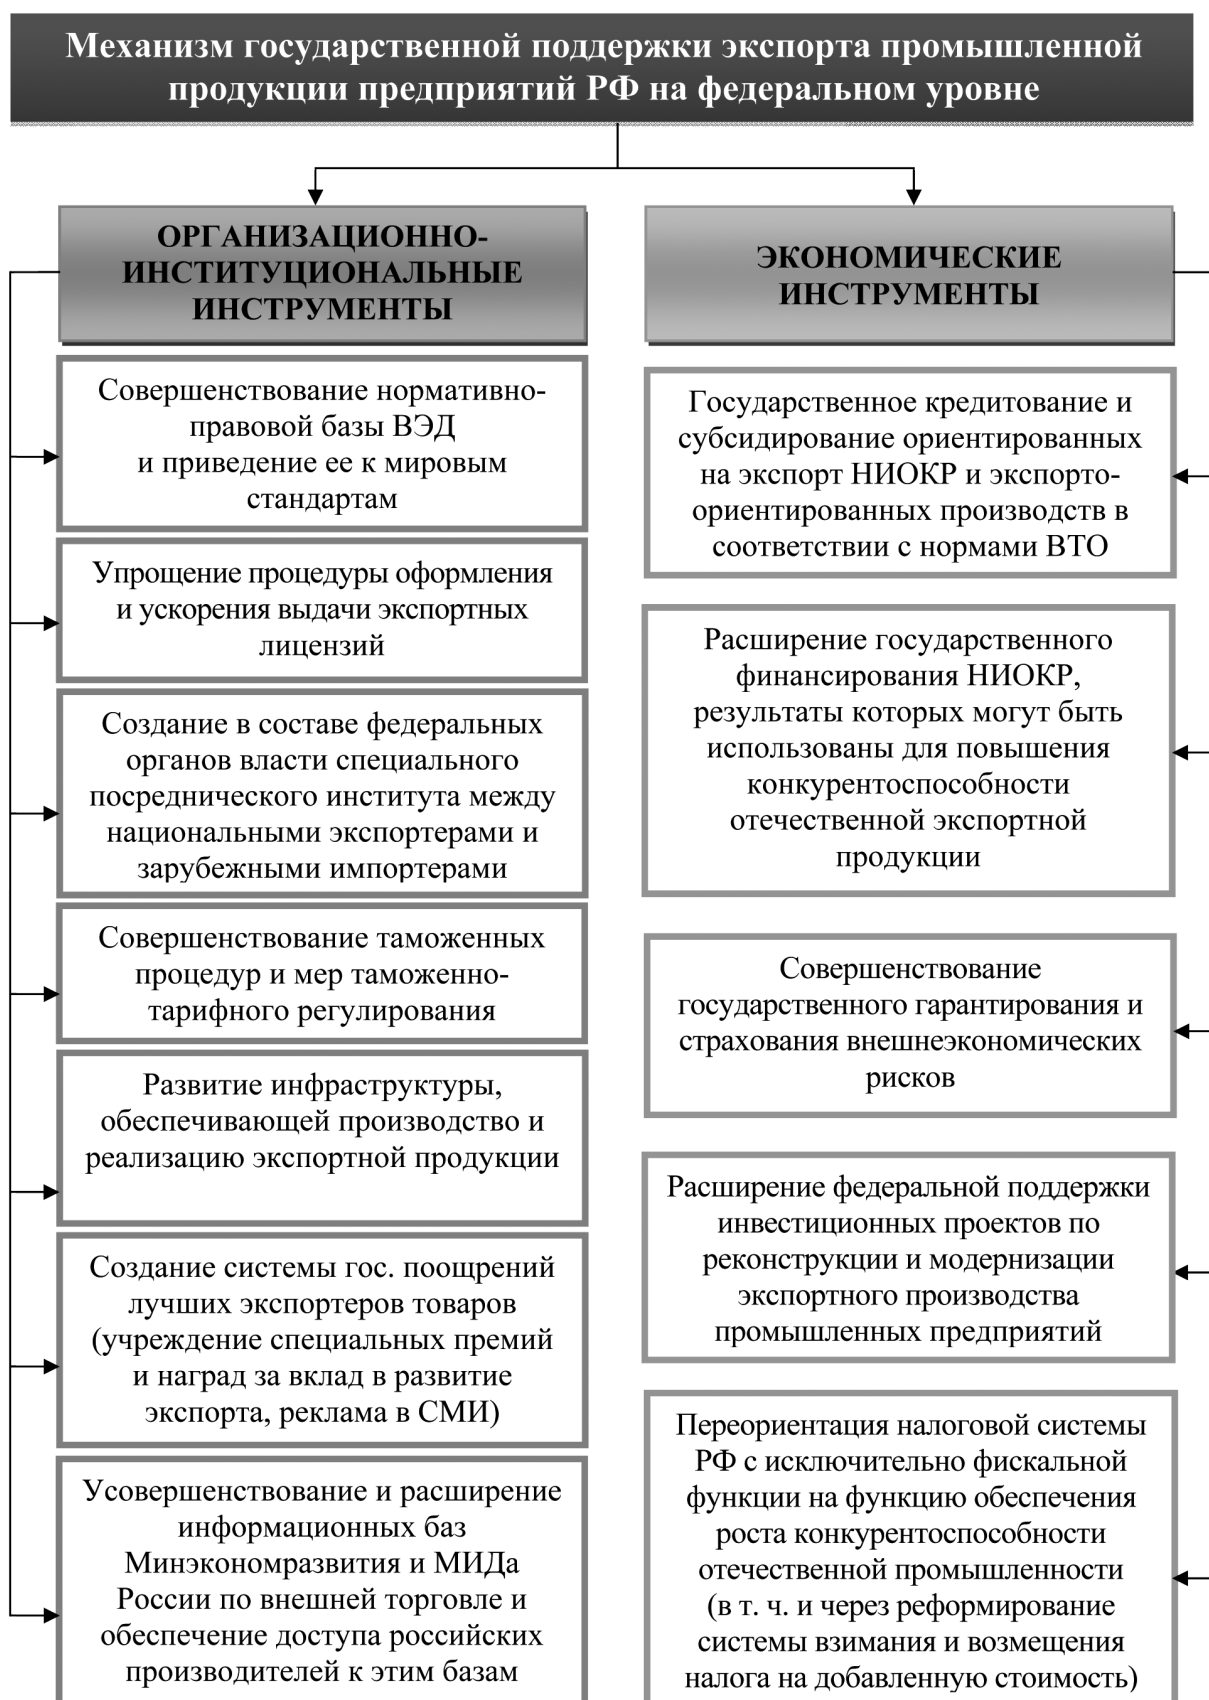 Механизм государственной поддержки экспорта промышленной
продукции предприятий РФ на федеральном уровне
ОРГАНИЗАЦИОННО-
ИНСТИТУЦИОНАЛЬНЫЕ
ИНСТРУМЕНТЫ
Совершенствование нормативно-
правовой базы ВЭД
и приведение ее к мировым
стандартам
Упрощение процедуры оформления
и ускорения выдачи экспортных
лицензий
Создание в составе федеральных
органов власти специального
посреднического института между
национальными экспортерами и
зарубежными импортерами
Совершенствование таможенных
процедур и мер таможенно-
тарифного регулирования
Развитие инфраструктуры,
обеспечивающей производство и
реализацию экспортной продукции
Создание системы гос. поощрений
лучших экспортеров товаров
(учреждение специальных премий
и наград за вклад в развитие
экспорта, реклама в СМИ)
Усовершенствование и расширение
информационных баз
Минэкономразвития и МИДа
России по внешней торговле и
обеспечение доступа российских
производителей к этим базам
ЭКОНОМИЧЕСКИЕ
ИНСТРУМЕНТЫ
Государственное кредитование и
субсидирование ориентированных
на экспорт НИОКР и экспорто-
ориентированных производств в
соответствии с нормами ВТО
Расширение государственного
финансирования НИОКР,
результаты которых могут быть
использованы для повышения
конкурентоспособности
отечественной экспортной
продукции
Совершенствование
государственного гарантирования и
страхования внешнеэкономических
рисков
Расширение федеральной поддержки
инвестиционных проектов по
реконструкции и модернизации
экспортного производства
промышленных предприятий
Переориентация налоговой системы
РФ с исключительно фискальной
функции на функцию обеспечения
роста конкурентоспособности
отечественной промышленности
(в т. ч. и через реформирование
системы взимания и возмещения
налога на добавленную стоимость)